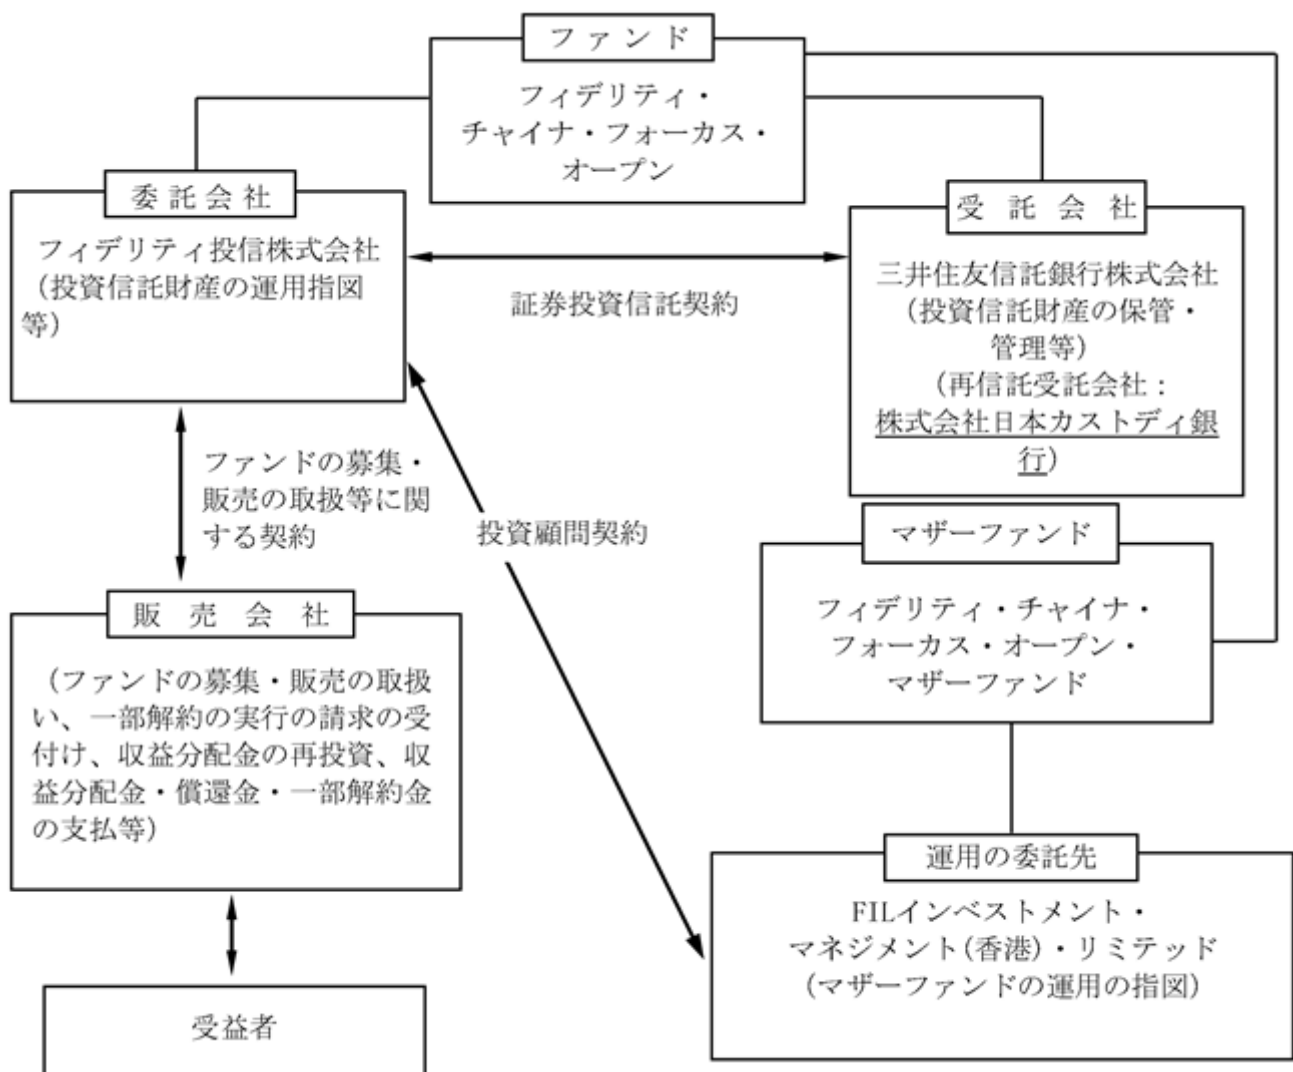 ファンド
フィデリティ・
チャイナ・フォーカス・
オープン
委託会社
フィデリティ投信株式会社
（投資信託財産の運用指図
等）
証券投資信託契約
受託会社
三井住友信託銀行株式会社
（投資信託財産の保管・
管理等）
（再信託受託会社：
株式会社日本カストディ銀
行）
ファンドの募集・
販売の取扱等に関
する契約
投資顧問契約
マザーファンド
フィデリティ・チャイナ・
フォーカス・オープン・
マザーファンド
販売会社
（ファンドの募集・販売の取扱
い、一部解約の実行の請求の受
付け、収益分配金の再投資、収
益分配金・償還金・一部解約金
の支払等）
運用の委託先
FILインベストメント・
マネジメント(香港)・リミテッド
（マザーファンドの運用の指図）
受益者